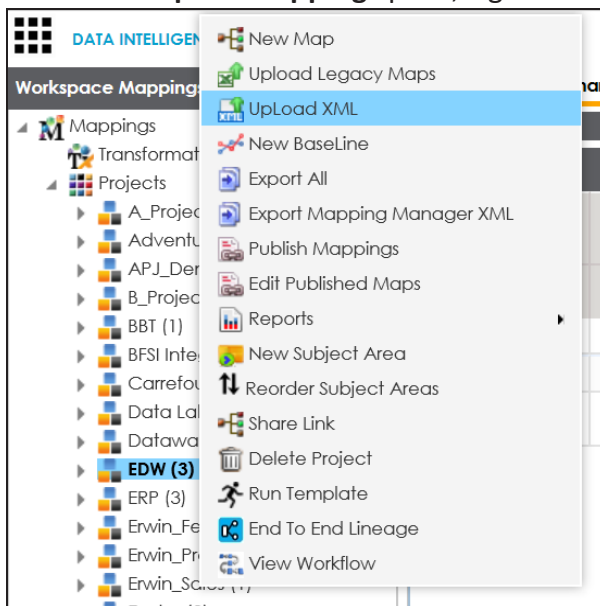 DATA INTELLIGEN
Workspace Mappings
Mappings
Transformat
Projects
A_Projec
Adventu
APJ_Der
B_Projec
BBT (1)
BFSI Inte
Carrefou
Data Lal
Datawa
EDW (3)
ERP (3)
Erwin_Fe
Erwin_Pr
New Map
Upload Legacy Maps
UpLoad XML
New BaseLine
Export All
Export Mapping Manager XML
Publish Mappings
Edit Published Maps
Reports
New Subject Area
Reorder Subject Areas
Share Link
Delete Project
Run Template
End To End Lineage
View Workflow